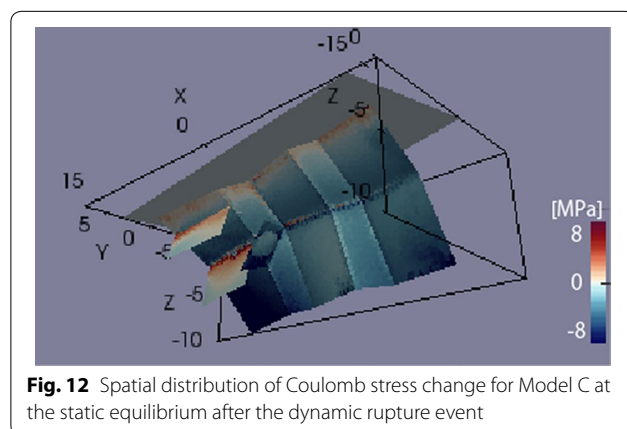 -15 0
X
Z
-5
0
15
-10
5
[MPa]
Y 0
8
-5
Z -5
0
-10
-8
Fig. 12 Spatial distribution of Coulomb stress change for Model C at
the static equilibrium after the dynamic rupture event